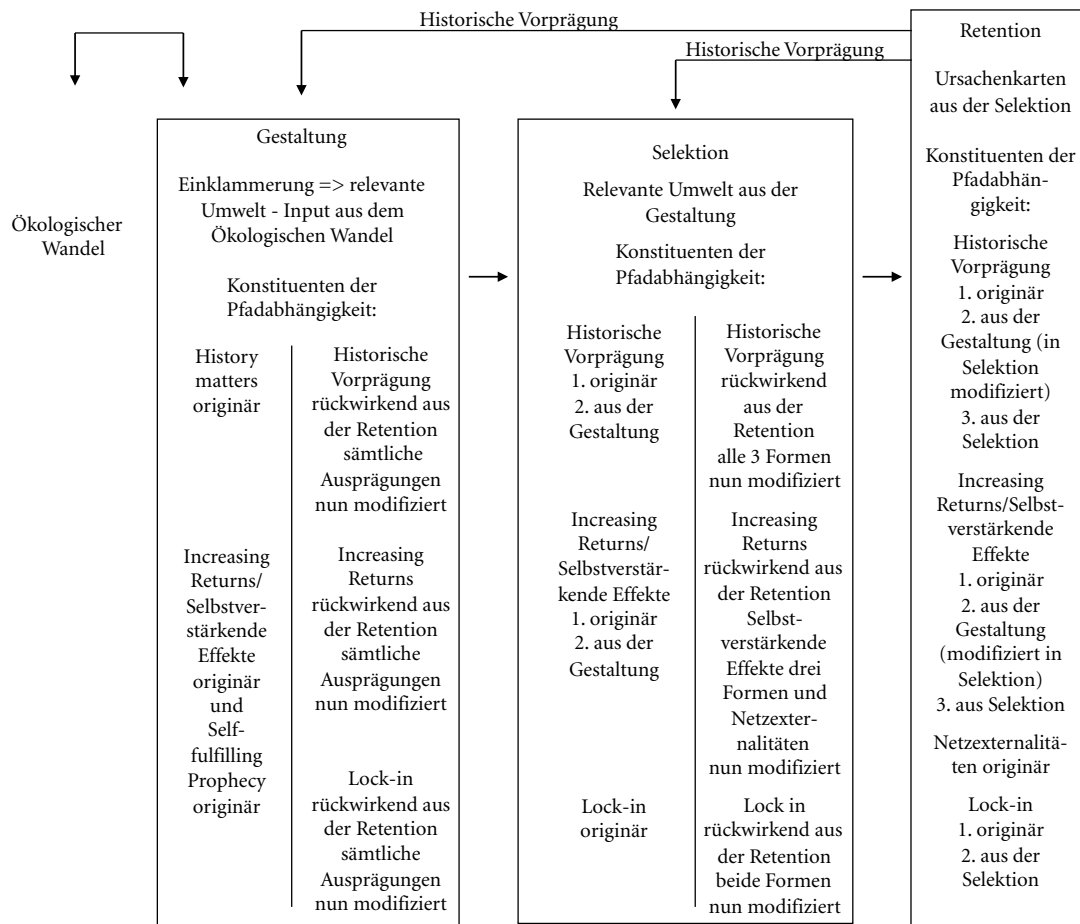 Historische Vorprägung
Historische Vorprägung
Ökologischer
Wandel
Gestaltung
Einklammerung => relevante
Umwelt - Input aus dem
Ökologischen Wandel
Konstituenten der
Pfadabhängigkeit:
History
matters
originär
Increasing
Returns/
Selbstver-
stärkende
Effekte
originär
und
Self-
fulfilling
Prophecy
originär
Historische
Vorprägung
rückwirkend aus
der Retention
sämtliche
Ausprägungen
nun modifiziert
Increasing
Returns
rückwirkend aus
der Retention
sämtliche
Ausprägungen
nun modifiziert
Lock-in
rückwirkend aus
der Retention
sämtliche
Ausprägungen
nun modifiziert
Selektion
Relevante Umwelt aus der
Gestaltung
Konstituenten der
Pfadabhängigkeit:
Historische
Vorprägung
1. originär
2. aus der
Gestaltung
Increasing
Returns/
Selbstverstär-
kende Effekte
1. originär
2. aus der
Gestaltung
Lock-in
originär
Historische
Vorprägung
rückwirkend
aus der
Retention
alle 3 Formen
nun modifiziert
Increasing
Returns
rückwirkend aus
der Retention
Selbst-
verstärkende
Effekte drei
Formen und
Netzexter-
nalitäten
nun modifiziert
Lock in
rückwirkend aus
der Retention
beide Formen
nun modifiziert
Retention
Ursachenkarten
aus der Selektion
Konstituenten der
Pfadabhän-
gigkeit:
Historische
Vorprägung
1. originär
2. aus der
Gestaltung (in
Selektion
modifiziert)
3. aus der
Selektion
Increasing
Returns/Selbst-
verstärkende
Effekte
1. originär
2. aus der
Gestaltung
(modifiziert in
Selektion)
3. aus Selektion
Netzexternalitä-
ten originär
Lock-in
1. originär
2. aus der
Selektion